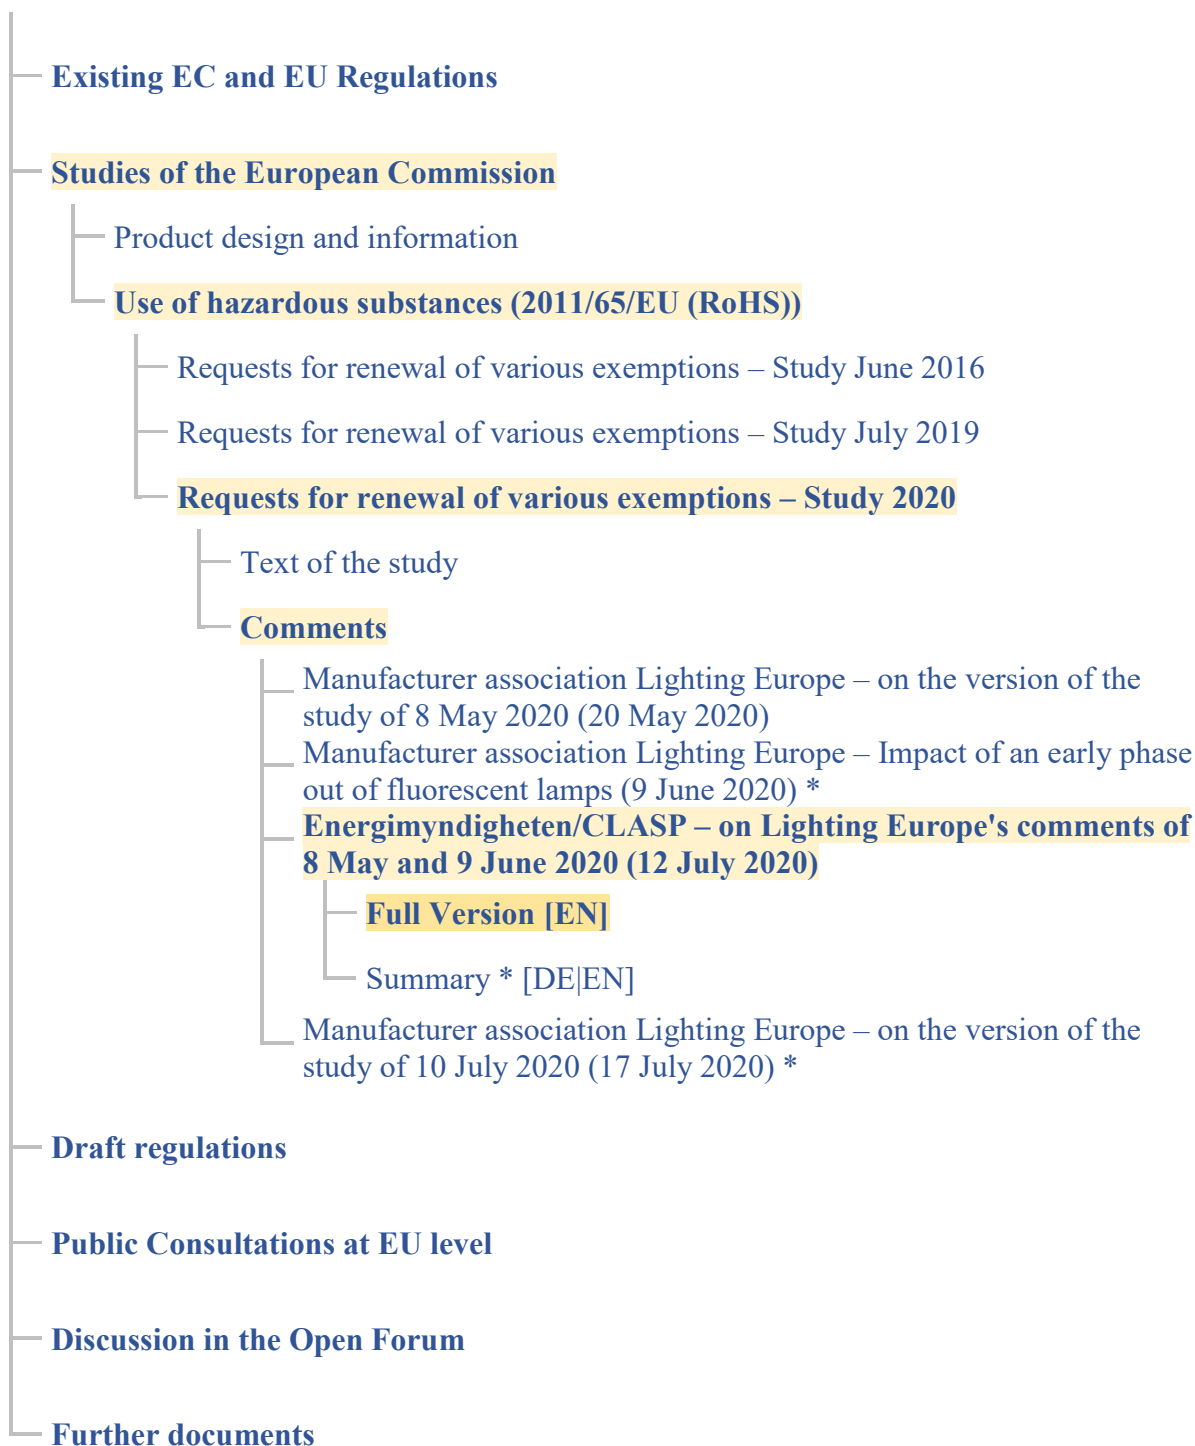 Existing EC and EU Regulations
Studies of the European Commission
Product design and information
Use of hazardous substances (2011/65/EU (RoHS))
Requests for renewal of various exemptions – Study June 2016
Requests for renewal of various exemptions – Study July 2019
Requests for renewal of various exemptions – Study 2020
Text of the study
Comments
Manufacturer association Lighting Europe – on the version of the
study of 8 May 2020 (20 May 2020)
Manufacturer association Lighting Europe – Impact of an early phase
out of fluorescent lamps (9 June 2020) *
Energimyndigheten/CLASP – on Lighting Europe's comments of
8 May and 9 June 2020 (12 July 2020)
Full Version [EN]
Summary * [DE|EN]
Manufacturer association Lighting Europe – on the version of the
study of 10 July 2020 (17 July 2020) *
Draft regulations
Public Consultations at EU level
Discussion in the Open Forum
Further documents